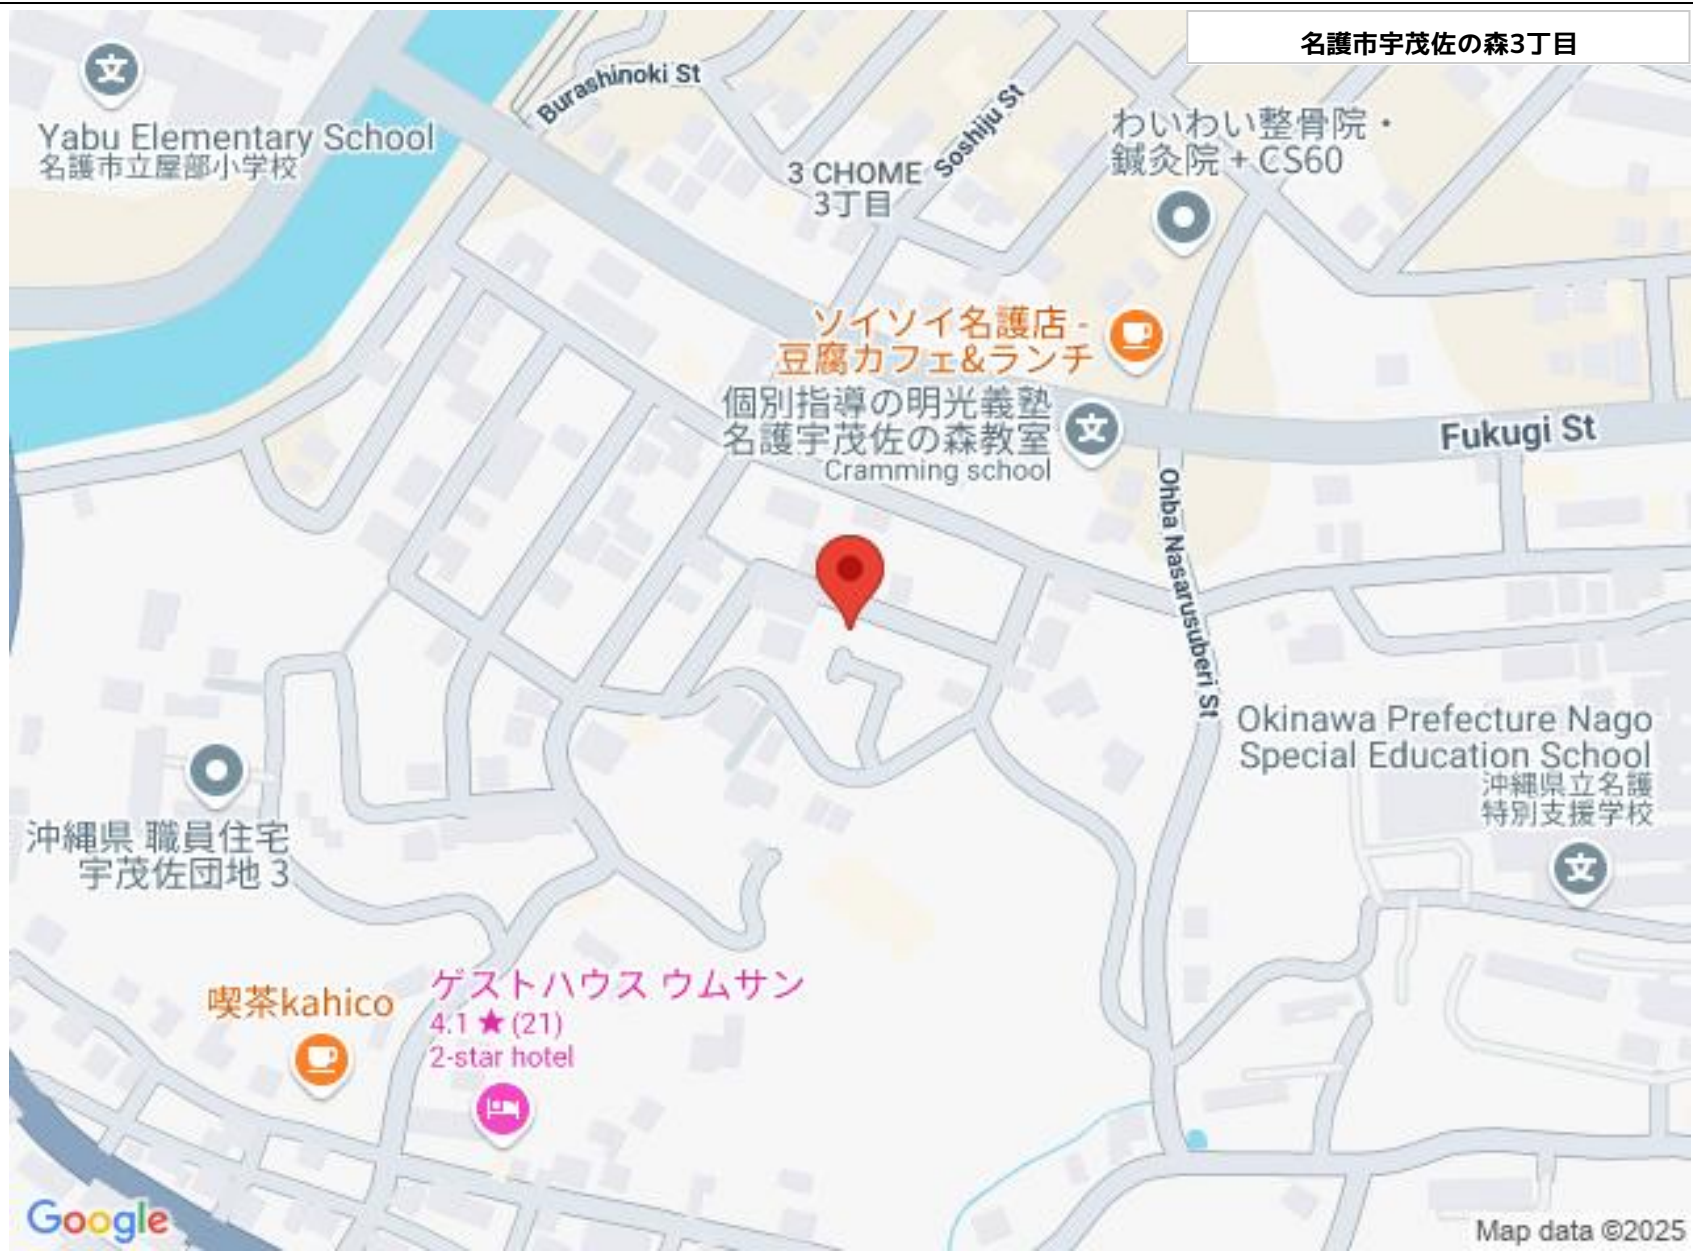 名護市宇茂佐の森3丁目
Burashinoki St
Yabu Elementary School
名護市立屋部小学校
Soshiju St
わいわい整骨院・
鍼灸院 + CS60
3 CHOME
3丁目
ソイソイ名護店 -
豆腐カフェ&ランチ
個別指導の明光義塾
名護宇茂佐の森教室
Cramming school
Fukugi St
Ohba Nasarusuberi St
Okinawa Prefecture Nago
Special Education School
沖縄県立名護
特別支援学校
沖縄県 職員住宅
宇茂佐団地 3
喫茶kahico
ゲストハウス ウムサン
4.1 ★ (21)
2-star hotel
Google
Map data ©2025